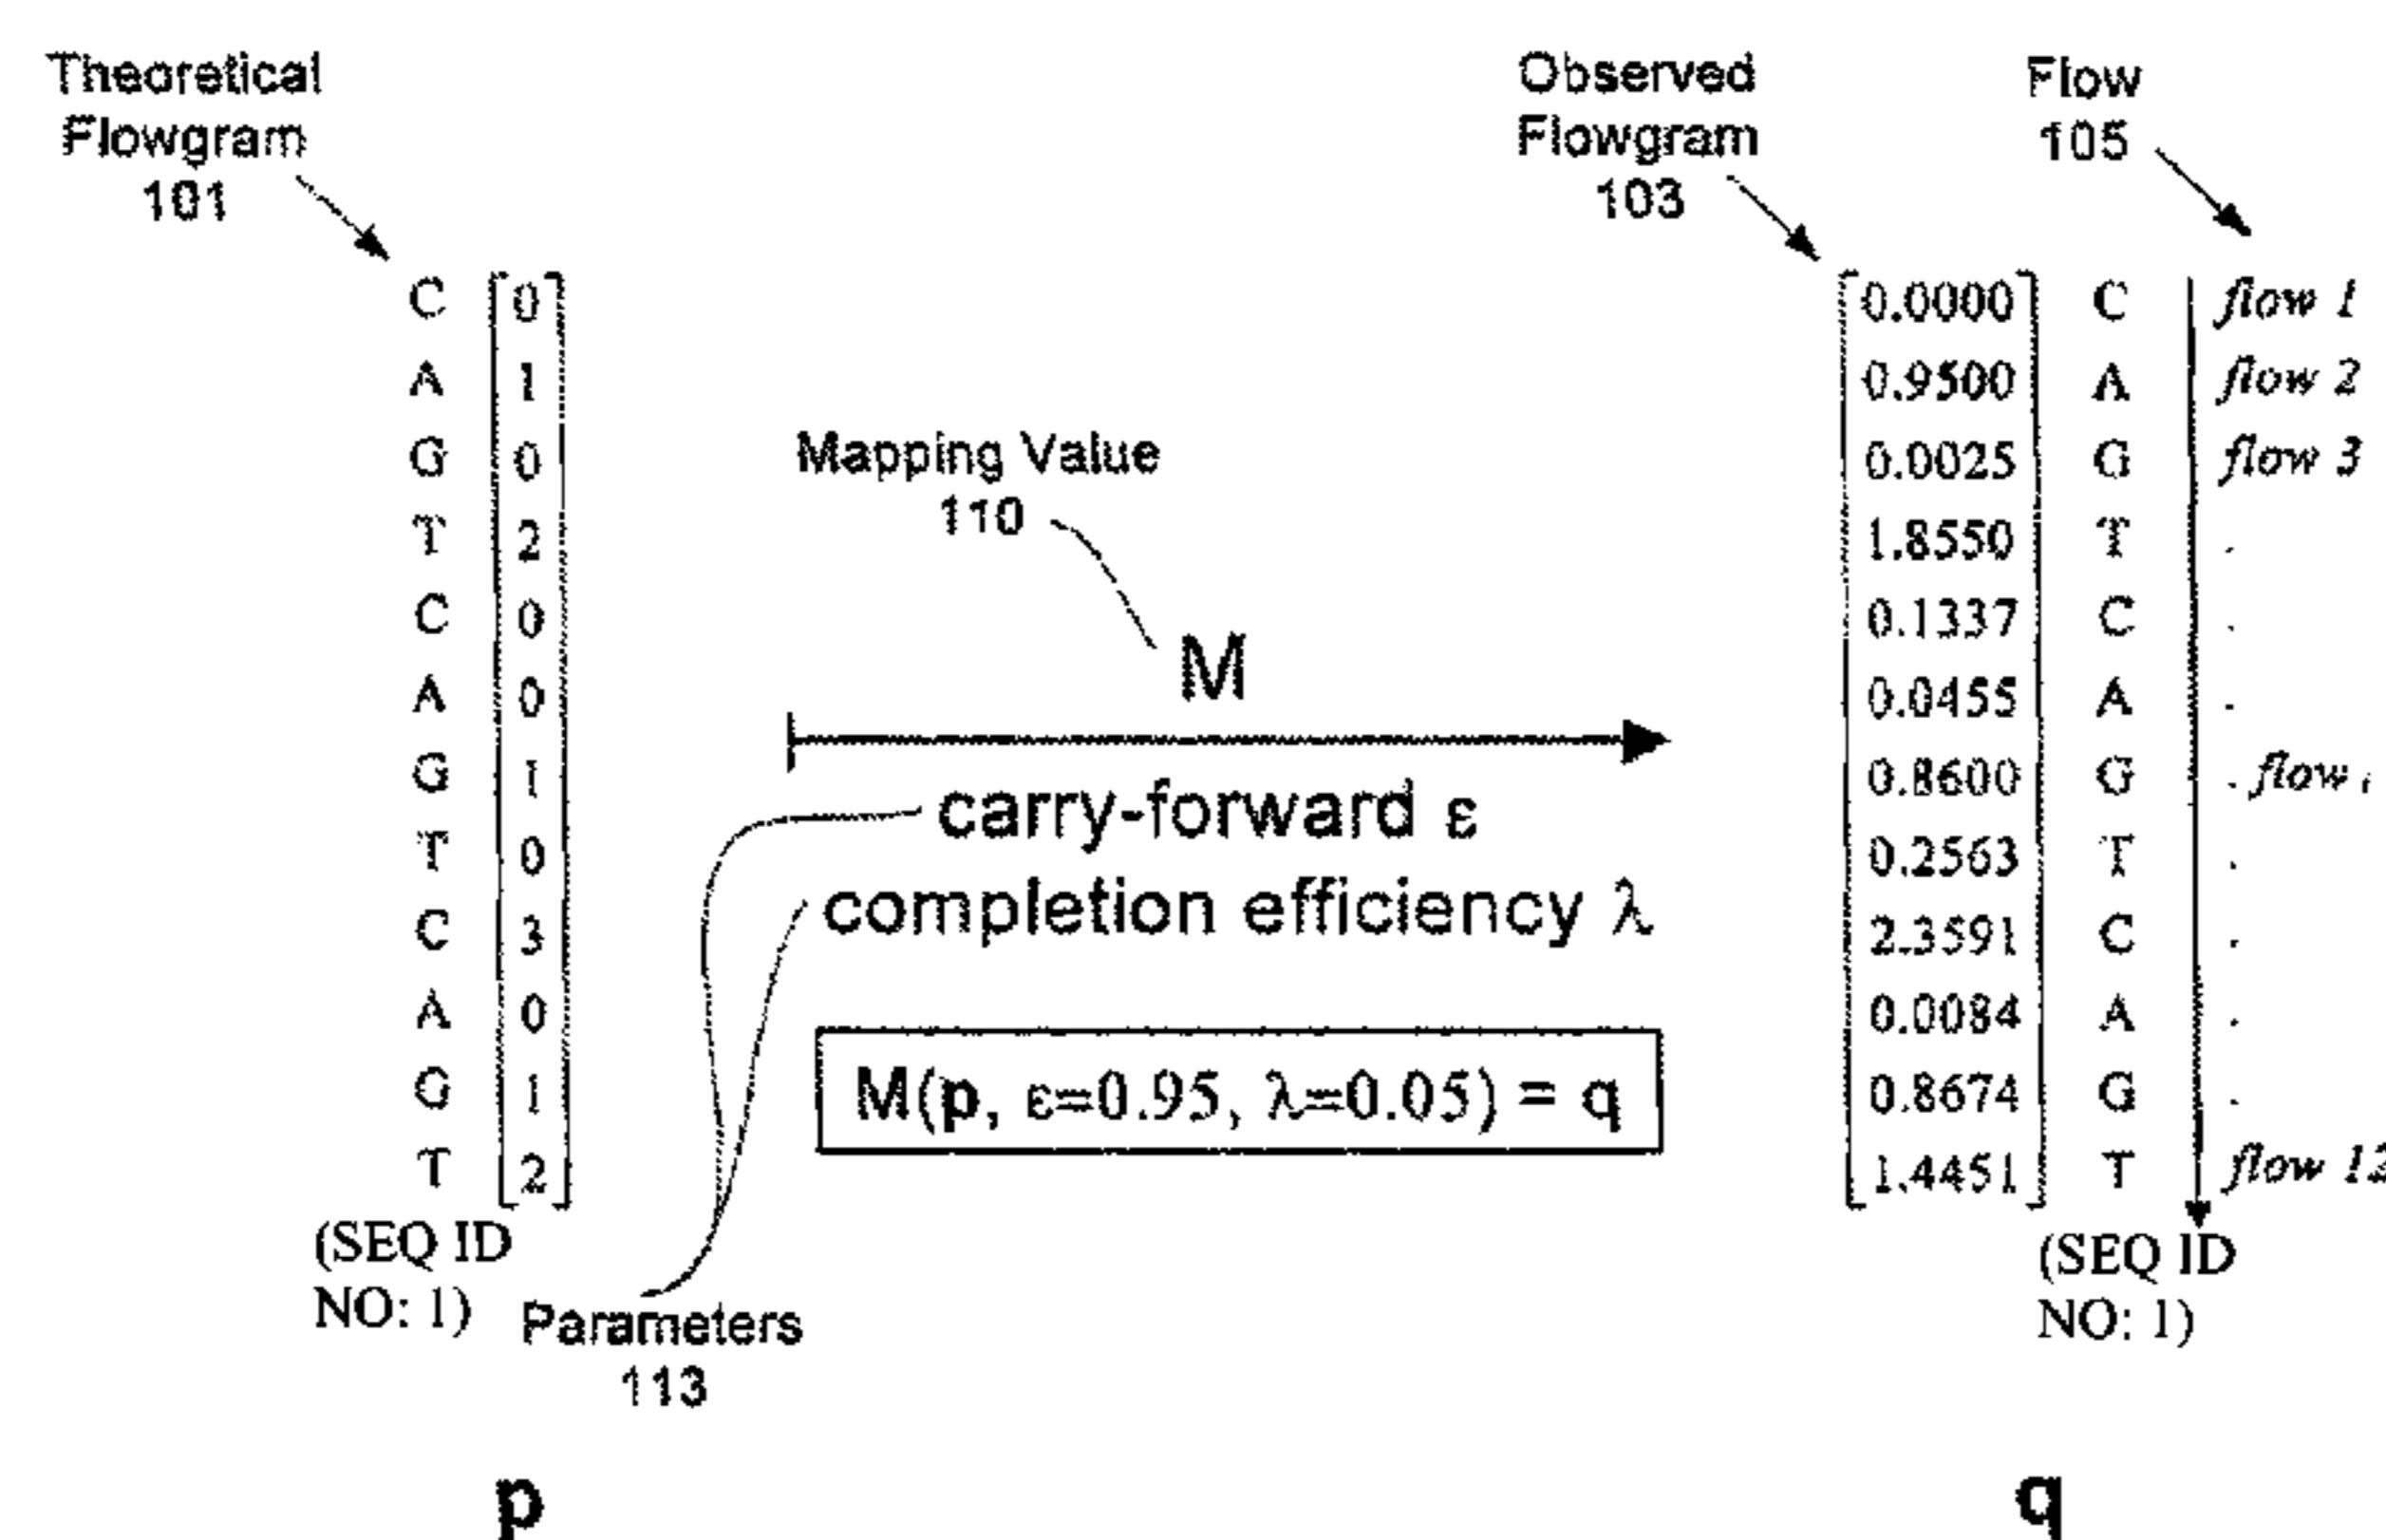 Theoretical
Flowgram
101
Observed
Flowgram
103
Flow
105
C 0
A 1
G 0
T 2
C 0
A 0
G 1
T 0
C 3
A 0
G 1
T 2
(SEQ ID
NO: 1)
Mapping Value
110
M
carry-forward ε
completion efficiency λ
M(p, ε=0.95, λ=0.05) = q
Parameters
113
0.0000 C flow 1
0.9500 A flow 2
0.0025 G flow 3
1.8550 T .
0.1337 C .
0.0455 A .
0.8600 G . flow
0.2563 T .
2.3591 C .
0.0084 A .
0.8674 G .
1.4451 T flow 12
(SEQ ID
NO: 1)
p
q